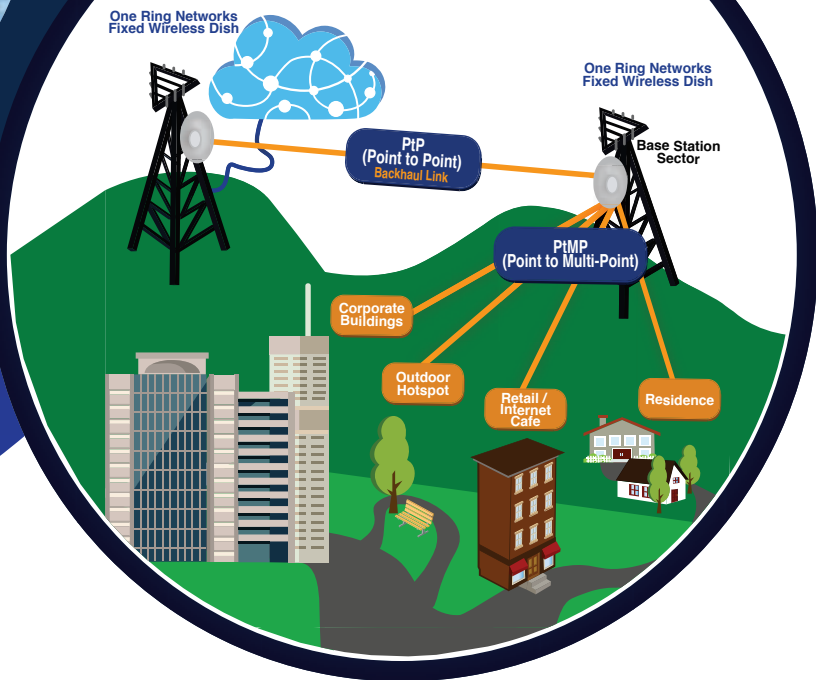 One Ring Networks
Fixed Wireless Dish
One Ring Networks
Fixed Wireless Dish
Base Station
Sector
PtP
(Point to Point)
Backhaul Link
PtMP
(Point to Multi-Point)
Corporate
Buildings
Outdoor
Hotspot
Retail /
Internet
Cafe
Residence